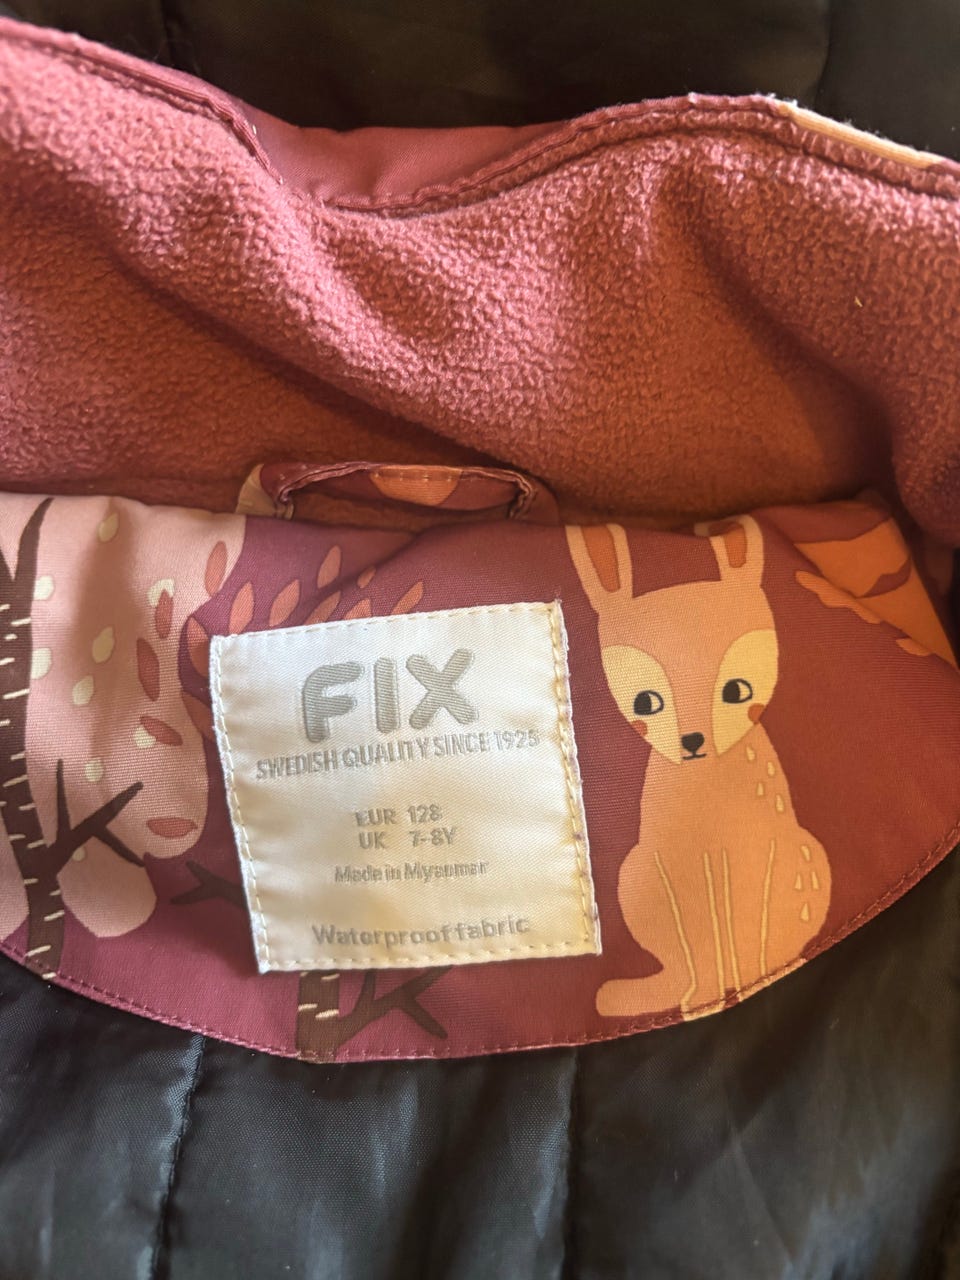 FIX
SWEDISH QUALITY SINCE 1925
EUR 128
UK 7-8Y
Made in Myanmar
Waterproof fabric